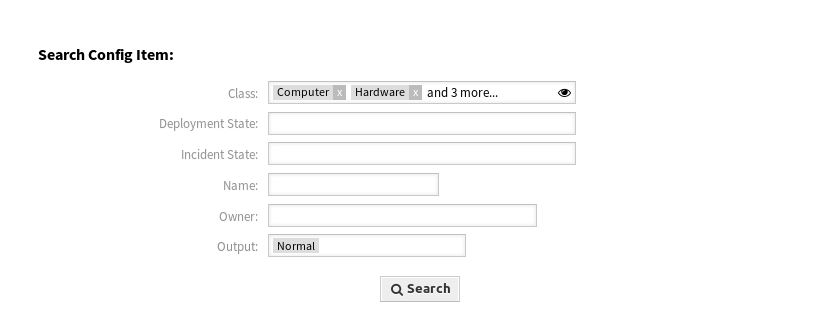 Search Config Item:
Class: Computer x Hardware x and 3 more...
Deployment State:
Incident State:
Name:
Owner:
Output: Normal
Search